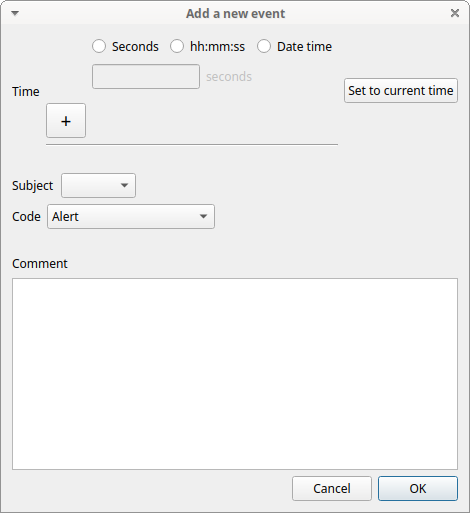 Add a new event
Seconds hh:mm:ss Date time
seconds
Time
Set to current time
+
Subject
Code Alert
Comment
Cancel OK